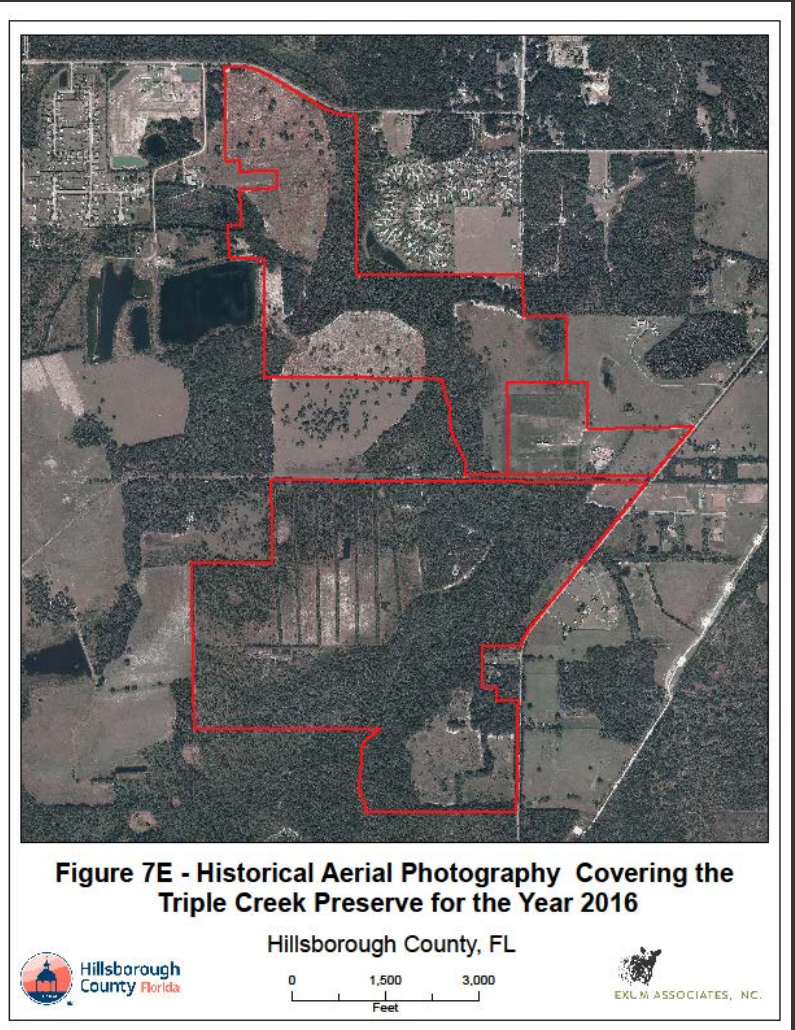 Figure 7E - Historical Aerial Photography Covering the
Triple Creek Preserve for the Year 2016
Hillsborough County, FL
Hillsborough
County Florida
0 1,500 3,000
Feet
EXUM ASSOCIATES, INC.